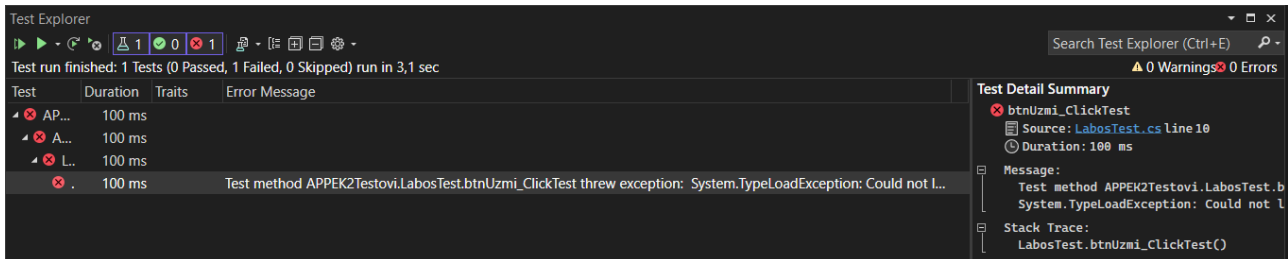 Test Explorer
1 0 1
Search Test Explorer (Ctrl+E)
Test run finished: 1 Tests (0 Passed, 1 Failed, 0 Skipped) run in 3,1 sec
0 Warnings 0 Errors
Test Duration Traits Error Message
AP... 100 ms
A... 100 ms
L.. 100 ms
. 100 ms Test method APPEK2Testovi.LabosTest.btnUzmi_ClickTest threw exception: System.TypeLoadException: Could not l...
Test Detail Summary
btnUzmi_ClickTest
Source: LabosTest.cs line 10
Duration: 100 ms
Message:
Test method APPEK2Testovi.LabosTest.b
System.TypeLoadException: Could not l
Stack Trace:
LabosTest.btnUzmi_ClickTest()